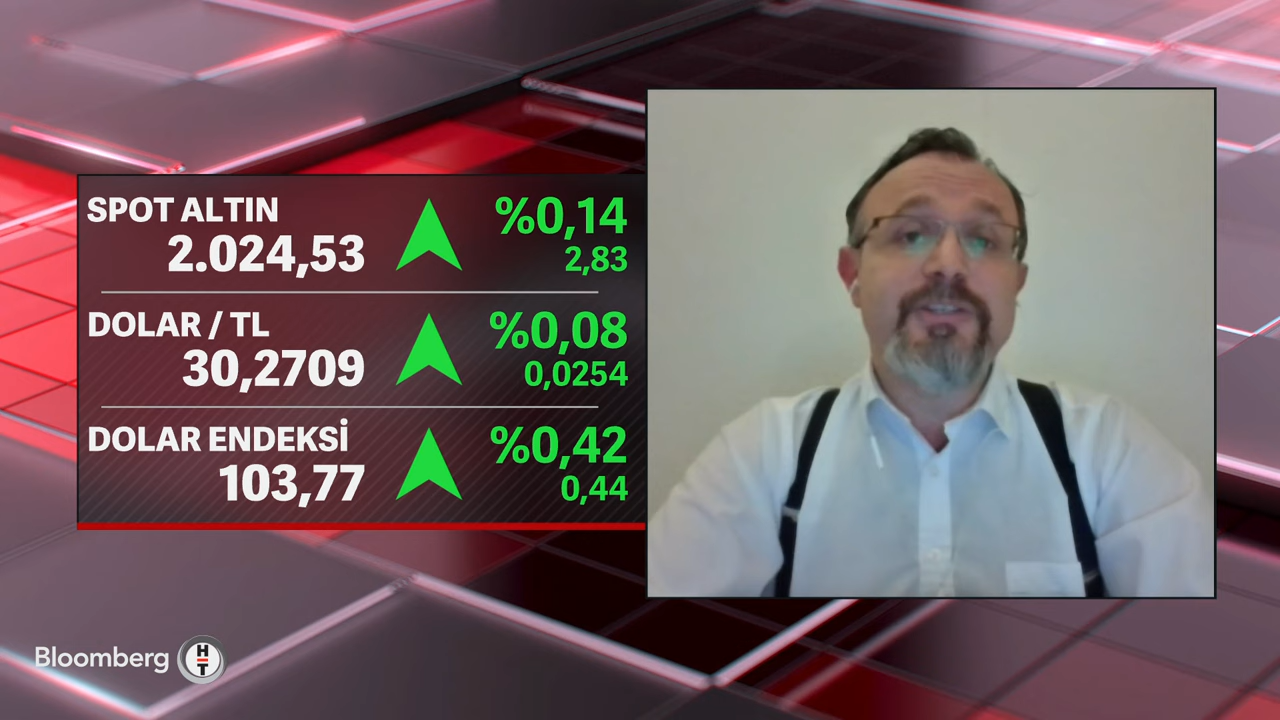 SPOT ALTIN
2.024,53
%0,14
2,83
DOLAR / TL
30,2709
%0,08
0,0254
DOLAR ENDEKSİ
103,77
%0,42
0,44
Bloomberg HT